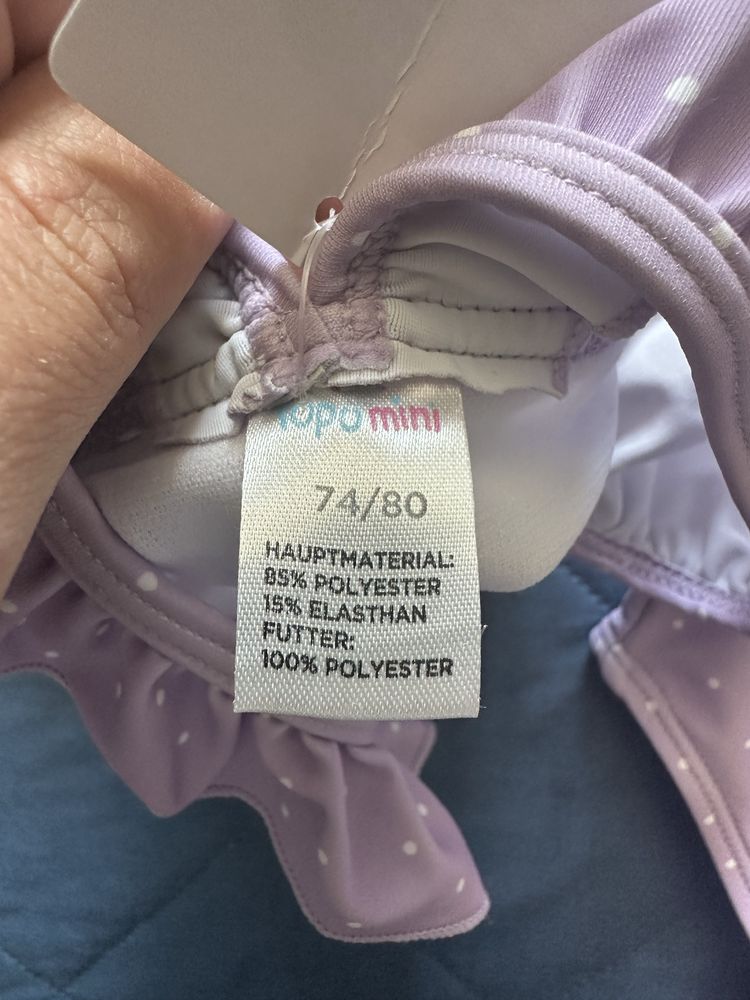 topomini
74/80
HAUPTMATERIAL:
85% POLYESTER
15% ELASTHAN
FUTTER:
100% POLYESTER